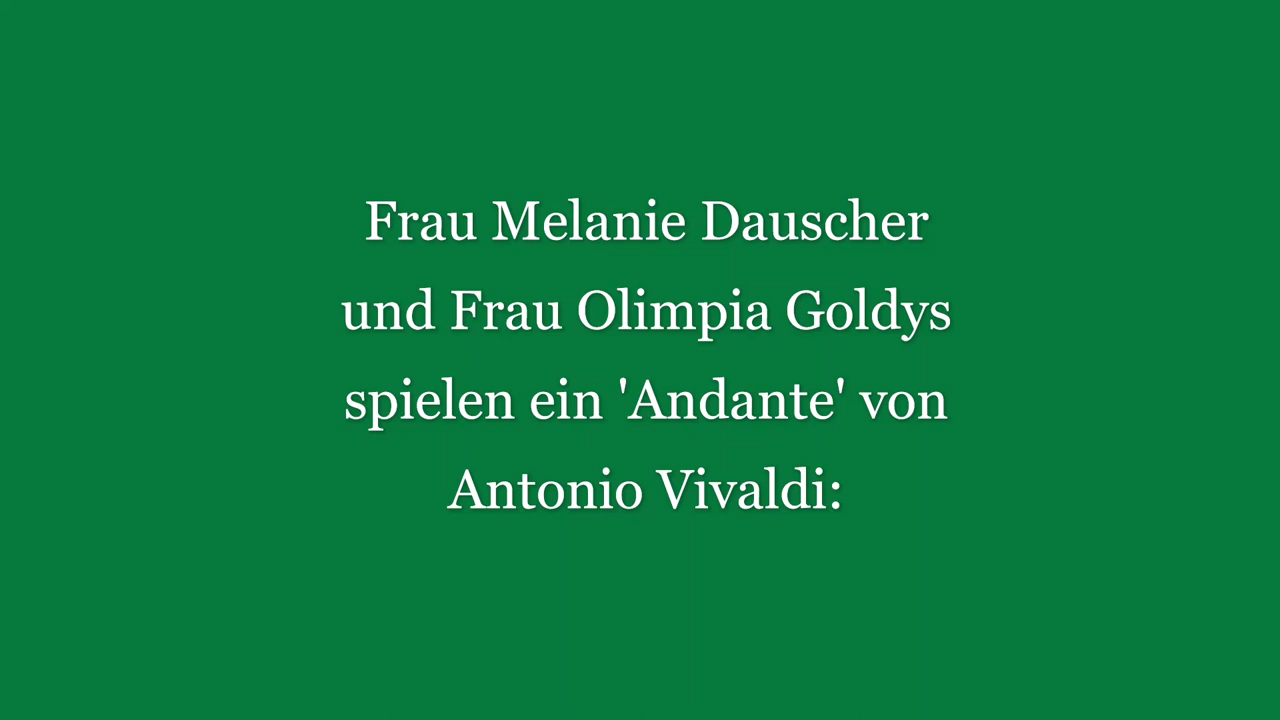 Frau Melanie Dauscher
und Frau Olimpia Goldys
spielen ein 'Andante' von
Antonio Vivaldi: